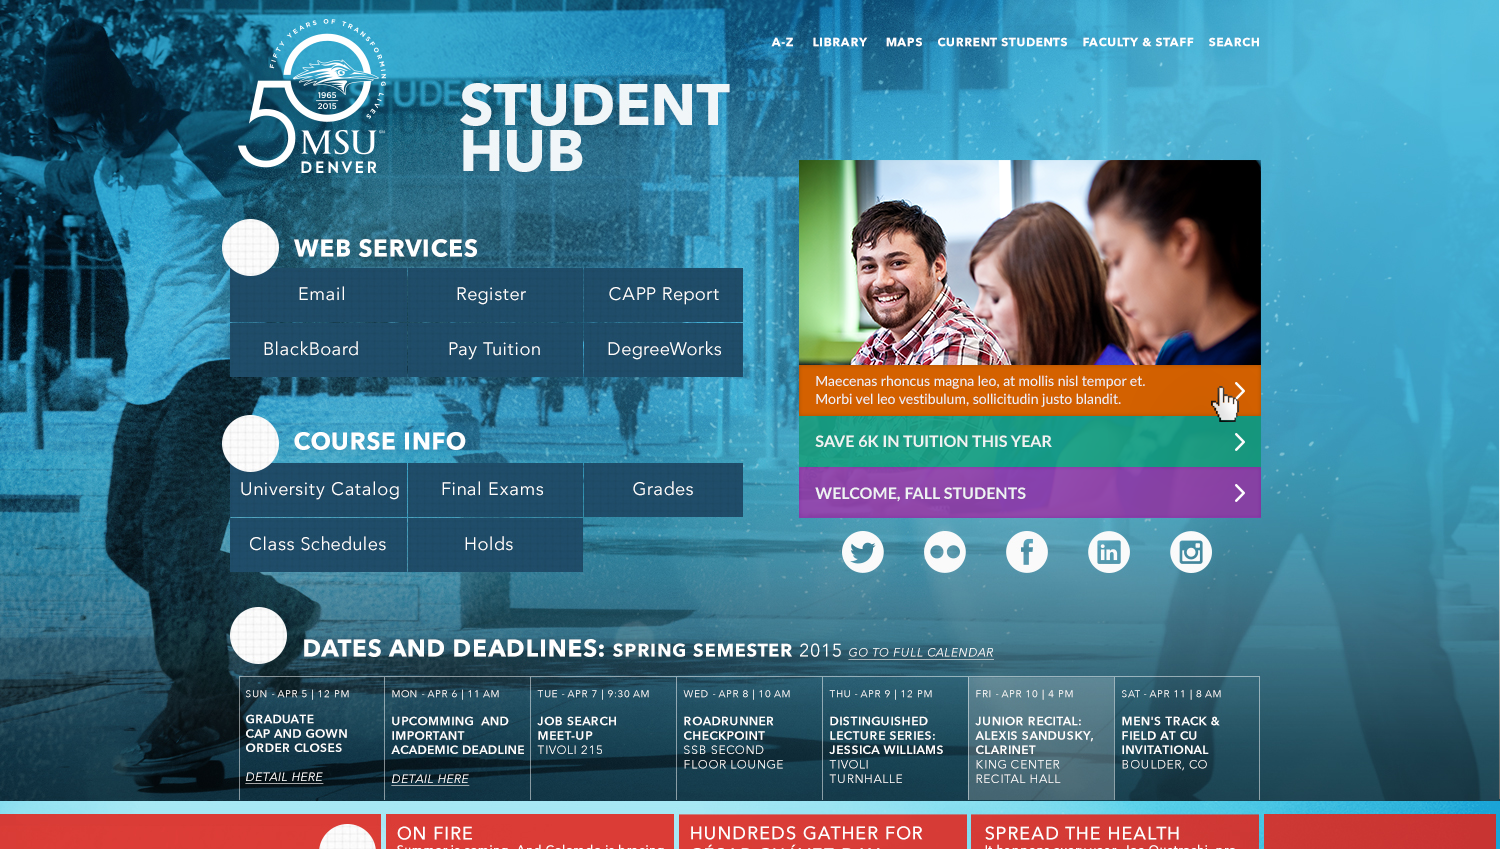 FIFTY YEARS OF TRANSFORMING LIVES
1965
2015
50
MSU
DENVER
A-Z LIBRARY MAPS CURRENT STUDENTS FACULTY & STAFF SEARCH
STUDENT
HUB
WEB SERVICES
Email Register CAPP Report
BlackBoard Pay Tuition DegreeWorks
COURSE INFO
University Catalog Final Exams Grades
Class Schedules Holds
Maecenas rhoncus magna leo, at mollis nisl tempor et.
Morbi vel leo vestibulum, sollicitudin justo blandit.
SAVE 6K IN TUITION THIS YEAR
WELCOME, FALL STUDENTS
DATES AND DEADLINES: SPRING SEMESTER 2015 GO TO FULL CALENDAR
SUN - APR 5 | 12 PM
GRADUATE
CAP AND GOWN
ORDER CLOSES
DETAIL HERE
MON - APR 6 | 11 AM
UPCOMMING AND
IMPORTANT
ACADEMIC DEADLINE
DETAIL HERE
TUE - APR 7 | 9:30 AM
JOB SEARCH
MEET-UP
TIVOLI 215
WED - APR 8 | 10 AM
ROADRUNNER
CHECKPOINT
SSB SECOND
FLOOR LOUNGE
THU - APR 9 | 12 PM
DISTINGUISHED
LECTURE SERIES:
JESSICA WILLIAMS
TIVOLI
TURNHALLE
FRI - APR 10 | 4 PM
JUNIOR RECITAL:
ALEXIS SANDUSKY,
CLARINET
KING CENTER
RECITAL HALL
SAT - APR 11 | 8 AM
MEN'S TRACK &
FIELD AT CU
INVITATIONAL
BOULDER, CO
ON FIRE
HUNDREDS GATHER FOR
SPREAD THE HEALTH